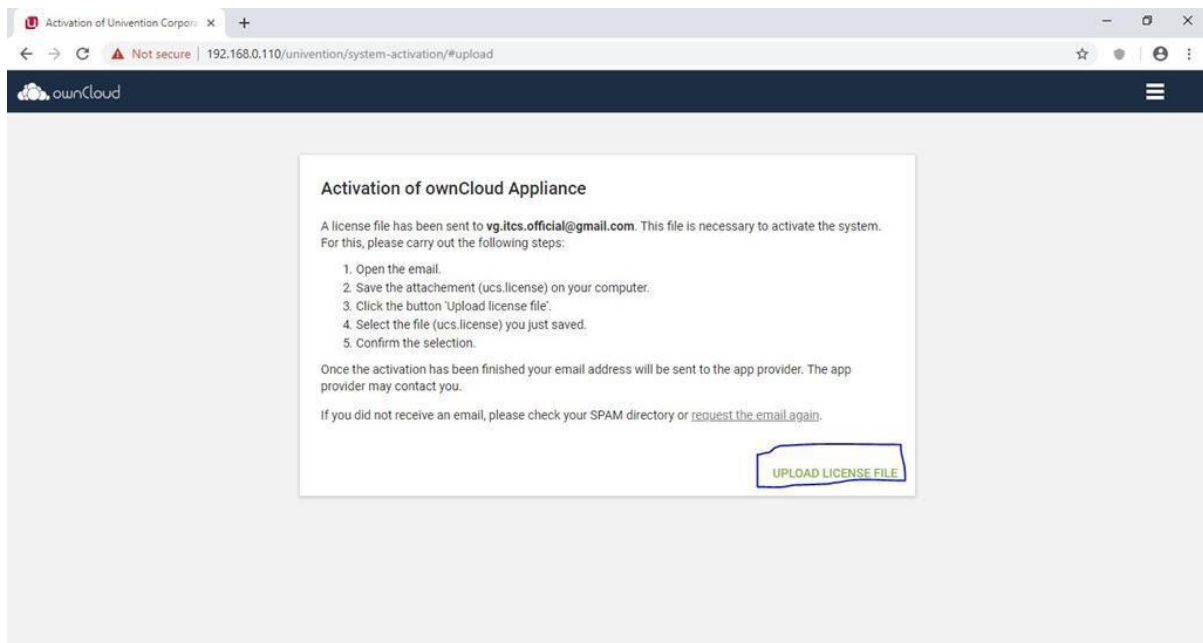 Activation of Univention Corpor
Not secure | 192.168.0.110/univention/system-activation/#upload
ownCloud
Activation of ownCloud Appliance
A license file has been sent to vg.itcs.official@gmail.com. This file is necessary to activate the system.
For this, please carry out the following steps:
1. Open the email.
2. Save the attachement (ucs.license) on your computer.
3. Click the button 'Upload license file'.
4. Select the file (ucs.license) you just saved.
5. Confirm the selection.
Once the activation has been finished your email address will be sent to the app provider. The app
provider may contact you.
If you did not receive an email, please check your SPAM directory or request the email again.
UPLOAD LICENSE FILE